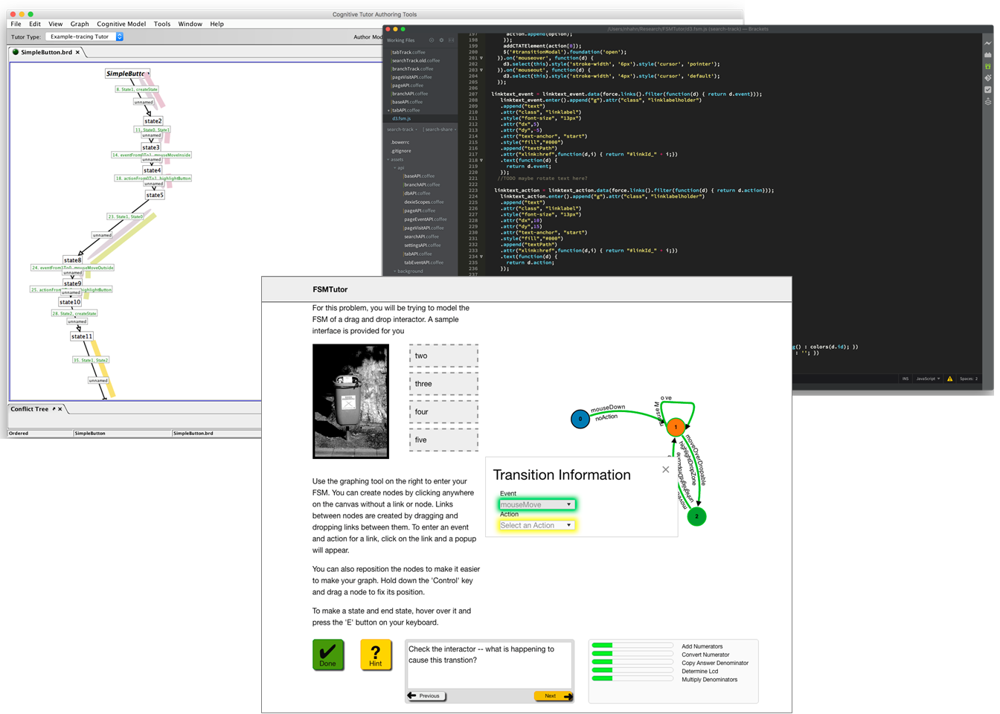 Cognitive Tutor Authoring Tools
File Edit View Graph Cognitive Model Tools Window Help
Tutor Type: Example-tracing Tutor
SimpleButton.brd
8. State1, createState
unnamed
state2
11. State0, State1
unnamed
state3
14. eventFrom0To1, mouseMoveInside
unnamed
state4
18. actionFrom0To1, highlightButton
unnamed
state5
23. State1, State0
unnamed
state8
unnamed
state9
unnamed
state10
28. State2, createState
unnamed
state11
35. State1, State2
unnamed
Conflict Tree
Ordered SimpleButton SimpleButton.brd
/Users/nhahn/Research/FSMTutor/d3.fsm.js (search-track) — Brackets
Working Files
tabTrack.coffee
searchTrack.old.coffee
branchTrack.coffee
pageVisitAPI.coffee
pageAPI.coffee
branchAPI.coffee
baseAPI.coffee
tabAPI.coffee
d3.fsm.js
search-track [ search-share
.bowerrc
.gitignore
assets
api
baseAPI.coffee
branchAPI.coffee
dbAPI.coffee
dexieScopes.coffee
pageAPI.coffee
pageEventAPI.coffee
pageVisitAPI.coffee
searchAPI.coffee
settingsAPI.coffee
tabAPI.coffee
tabEventAPI.coffee
background
197 action.append(option);
198 });
199 addCTATElement(action[0]);
200 $('#transitionModal').foundation('open');
201 }).on('mouseover', function(d) {
202 d3.select(this).style('stroke-width', '6px').style('cursor', 'pointer');
203 }).on('mouseout', function(d) {
204 d3.select(this).style('stroke-width', '4px').style('cursor', 'default');
205 });
206
207 linktext_event = linktext_event.data(force.links().filter(function(d) { return d.event}));
208 linktext_event.enter().append("g").attr("class", "linklabelholder")
209 .append("text")
210 .attr("class", "linklabel")
211 .style("font-size", "13px")
212 .attr("dx",5)
213 .attr("dy",-5)
214 .attr("text-anchor", "start")
215 .style("fill","#000")
216 .append("textPath")
217 .attr("xlink:href",function(d,i) { return "#linkId_" + i;})
218 .text(function(d) {
219 return d.event;
220 });
221 //TODO maybe rotate text here?
222
223 linktext_action = linktext_action.data(force.links().filter(function(d) { return d.action}));
224 linktext_action.enter().append("g").attr("class", "linklabelholder")
225 .append("text")
226 .attr("class", "linklabel")
227 .style("font-size", "13px")
228 .attr("dx",10)
229 .attr("dy",15)
230 .attr("text-anchor", "start")
231 .style("fill","#000")
232 .append("textPath")
233 .attr("xlink:href",function(d,i) { return "#linkId_" + i;})
234 .text(function(d) {
235 return d.action;
236 });
237
g() : colors(d.id); })
: ''; })
INS JavaScript Spaces: 2
FSMTutor
For this problem, you will be trying to model the
FSM of a drag and drop interactor. A sample
interface is provided for you
two
three
four
five
0
mouseDown
noAction
1
moveOverDropable
highlightDropZone
2
Transition Information
Event
mouseMove
Action
Select an Action
Use the graphing tool on the right to enter your
FSM. You can create nodes by clicking anywhere
on the canvas without a link or node. Links
between nodes are created by dragging and
dropping links between them. To enter an event
and action for a link, click on the link and a popup
will appear.
You can also reposition the nodes to make it easier
to make your graph. Hold down the 'Control' key
and drag a node to fix its position.
To make a state and end state, hover over it and
press the 'E' button on your keyboard.
Done
? Hint
Check the interactor -- what is happening to
cause this transtion?
Previous Next
Add Numerators
Convert Numerator
Copy Answer Denominator
Determine Lcd
Multiply Denominators